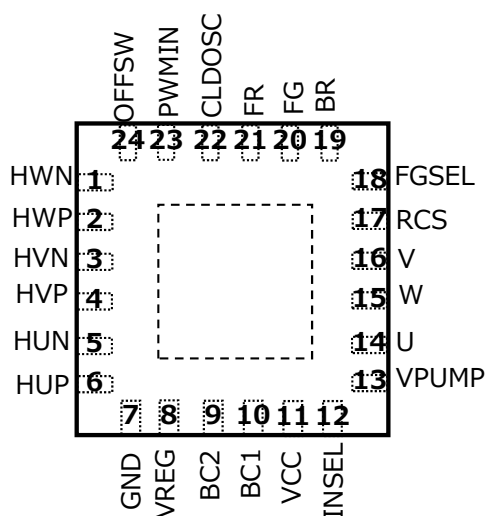 OFFSW PWMIN CLDOSC FR FG BR
24 23 22 21 20 19
HWN 1 18 FGSEL
HWP 2 17 RCS
HVN 3 16 V
HVP 4 15 W
HUN 5 14 U
HUP 6 13 VPUMP
7 8 9 10 11 12
GND VREG BC2 BC1 VCC INSEL